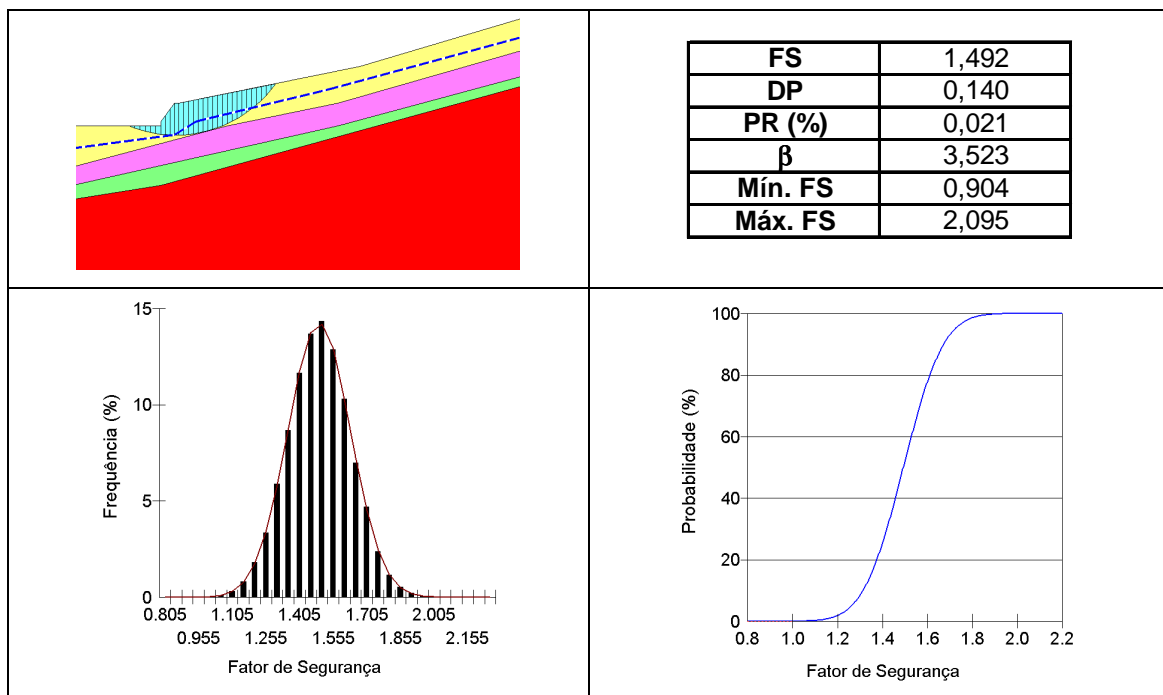 FS 1,492
DP 0,140
PR (%) 0,021
β 3,523
Mín. FS 0,904
Máx. FS 2,095
15
10
5
0
Frequência (%)
0.805 1.105 1.405 1.705 2.005
0.955 1.255 1.555 1.855 2.155
Fator de Segurança
100
80
60
40
20
0
Probabilidade (%)
0.8 1.0 1.2 1.4 1.6 1.8 2.0 2.2
Fator de Segurança